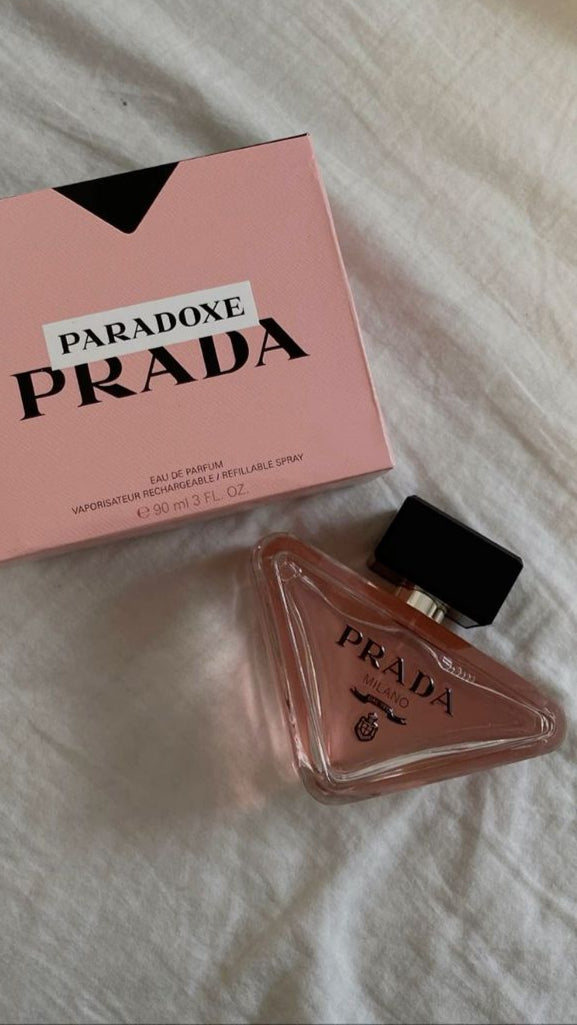 PARADOXE
PRADA
EAU DE PARFUM
VAPORISATEUR RECHARGEABLE / REFILLABLE SPRAY
℮ 90 ml 3 FL. OZ.
PRADA
MILANO